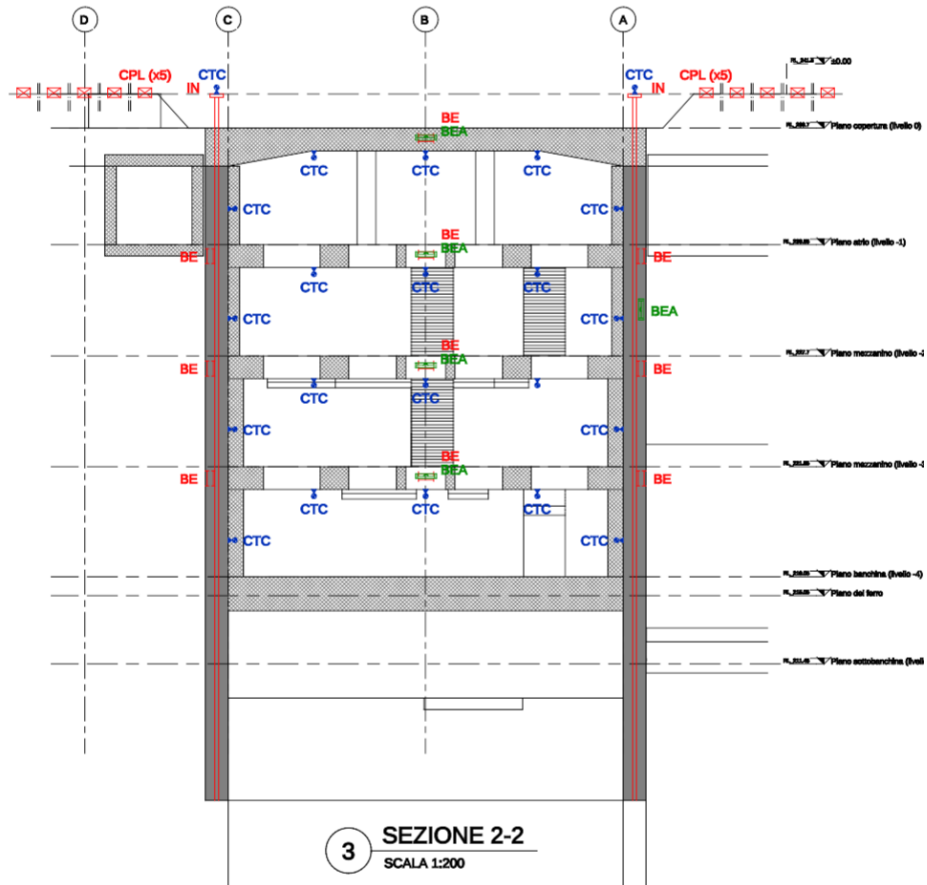 D C B A
CPL (x5) CTC CTC CPL (x5)
IN IN
±0.00
BE
BEA
Piano copertura (livello 0)
CTC CTC CTC
CTC CTC
BE
BEA
Piano atrio (livello -1)
BE BE
CTC CTC CTC
BEA
CTC CTC
BE
BEA
Piano mezzanino (livello -2
BE BE
CTC CTC CTC
CTC CTC
BE
BEA
Piano mezzanino (livello -3
BE BE
CTC CTC CTC
CTC CTC
Piano banchina (livello -4)
Piano del ferro
Piano sottobanchina (livell
3 SEZIONE 2-2
SCALA 1:200